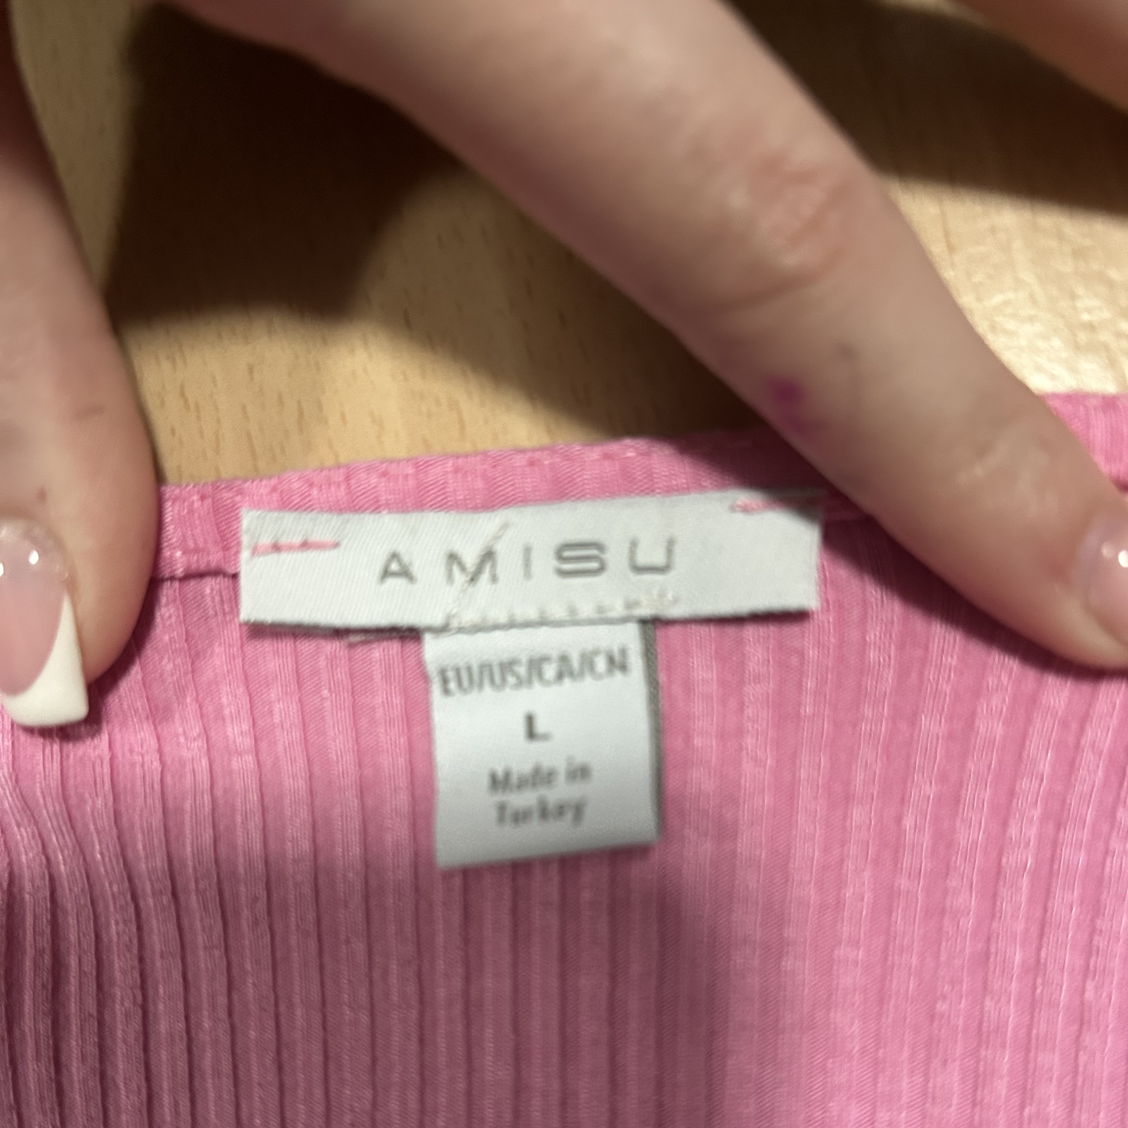 AMISU
EU/US/CA/CN
L
Made in
Turkey